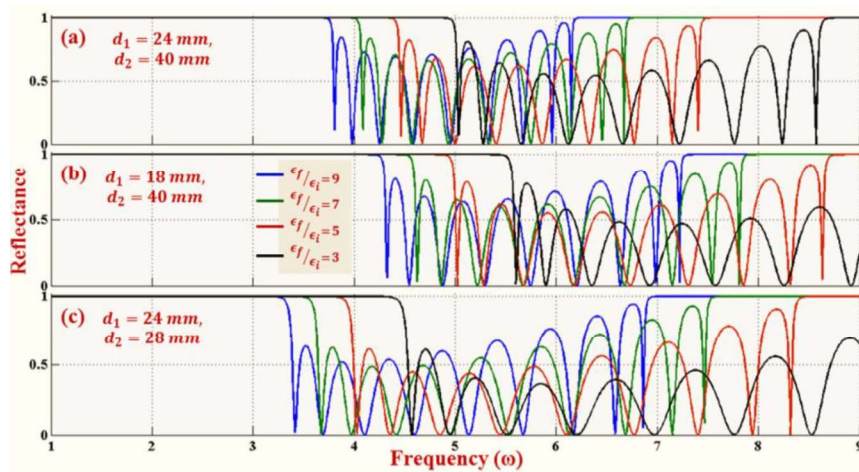 1
(a)
d₁ = 24 mm,
d₂ = 40 mm
0.5
0
1
(b)
d₁ = 18 mm,
d₂ = 40 mm
ϵf/ϵi=9
ϵf/ϵi=7
ϵf/ϵi=5
ϵf/ϵi=3
0.5
0
Reflectance
1
(c)
d₁ = 24 mm,
d₂ = 28 mm
0.5
0
1 2 3 4 5 6 7 8 9
Frequency (ω)